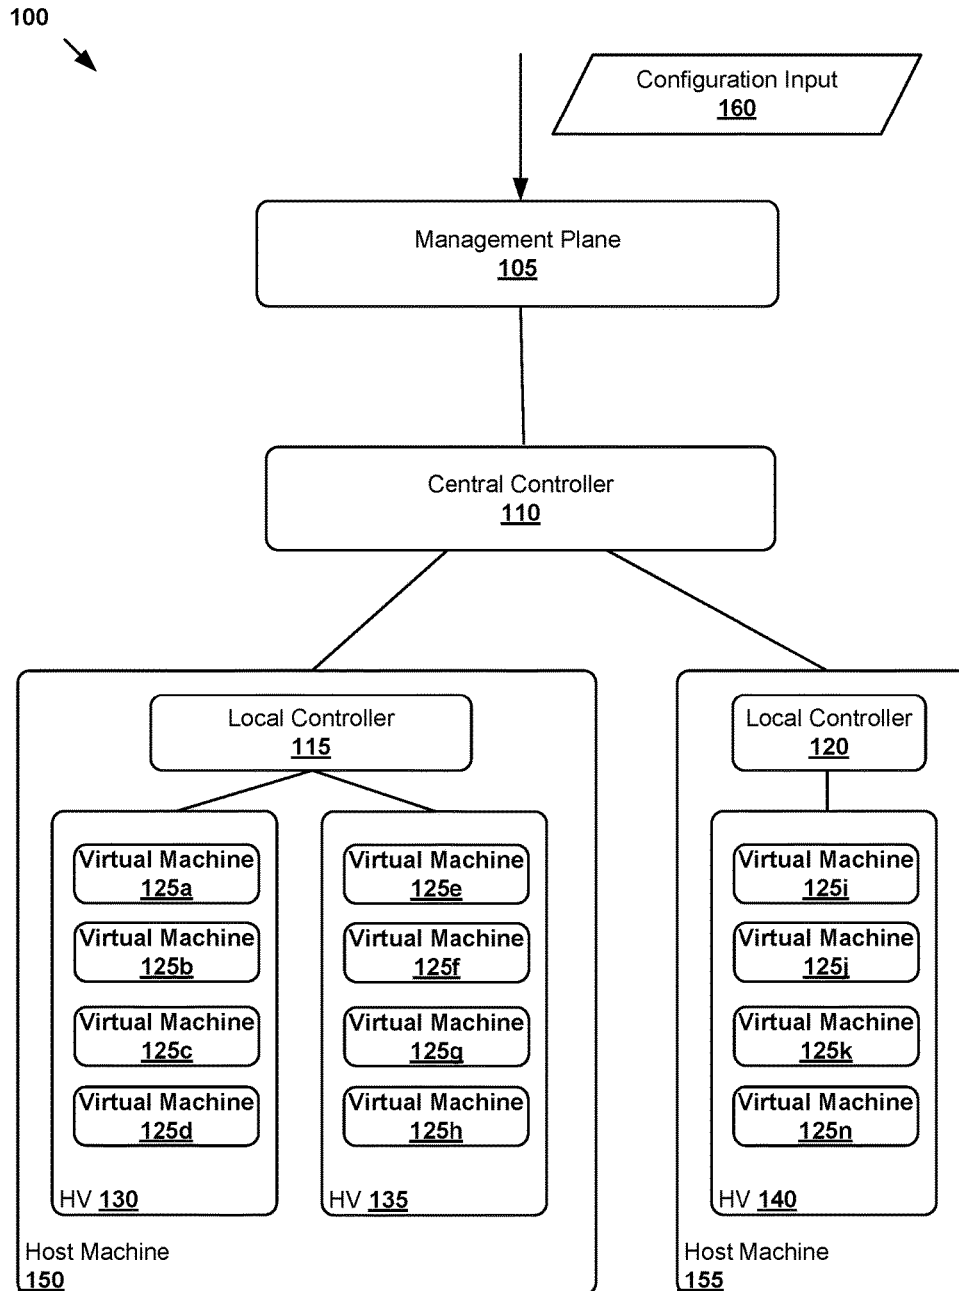 100
Configuration Input
160
Management Plane
105
Central Controller
110
Local Controller
115
Virtual Machine
125a
Virtual Machine
125b
Virtual Machine
125c
Virtual Machine
125d
HV 130
Virtual Machine
125e
Virtual Machine
125f
Virtual Machine
125g
Virtual Machine
125h
HV 135
Host Machine
150
Local Controller
120
Virtual Machine
125i
Virtual Machine
125j
Virtual Machine
125k
Virtual Machine
125n
HV 140
Host Machine
155